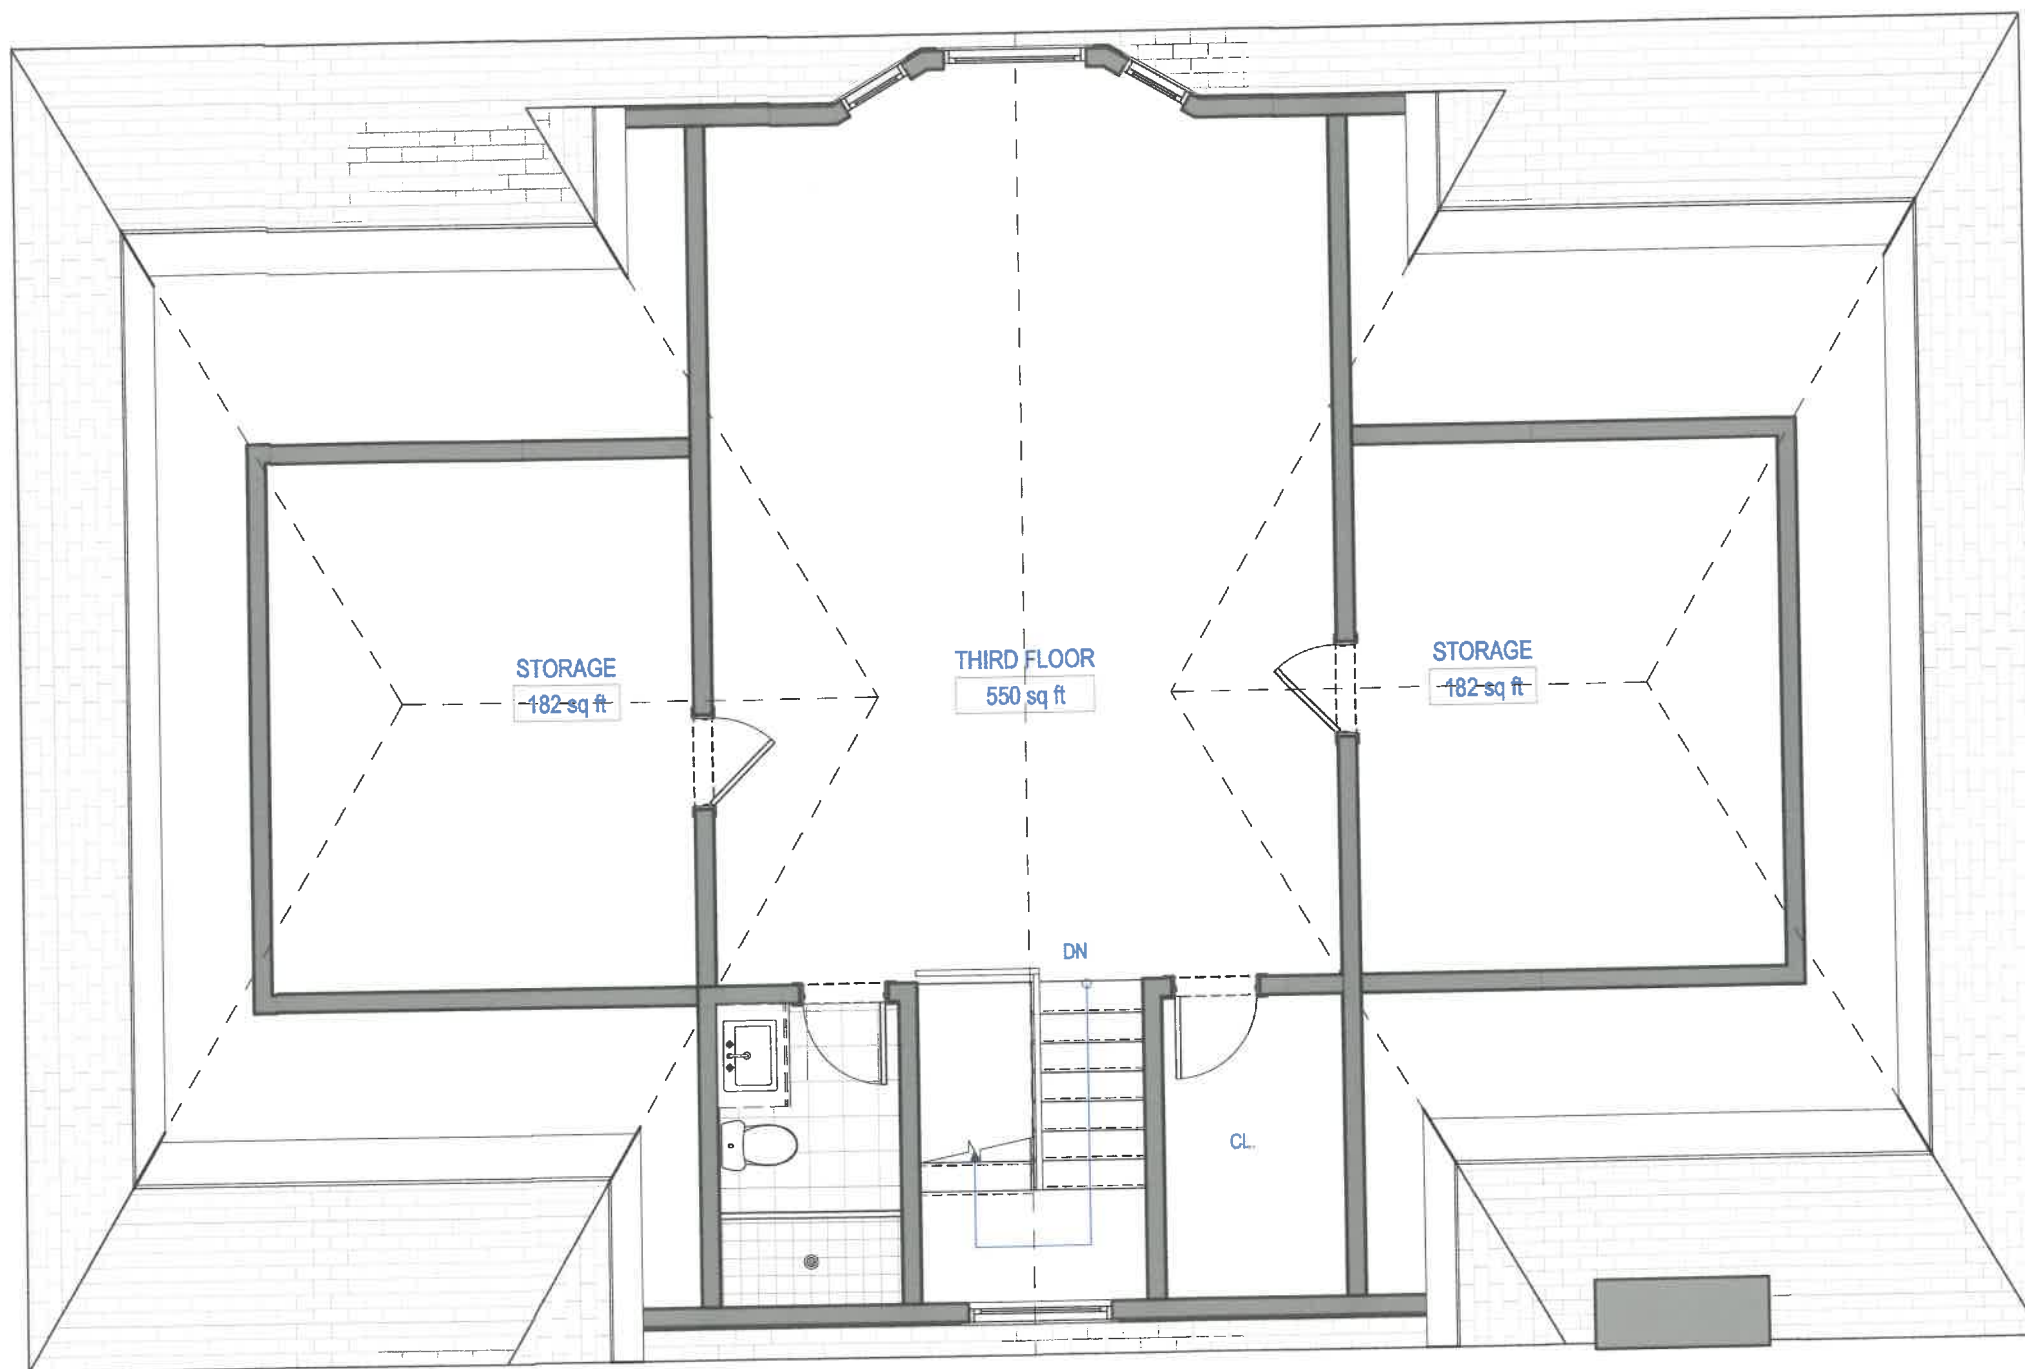 THIRD FLOOR
550 sq ft
STORAGE
182 sq ft
STORAGE
182 sq ft
DN
CL.